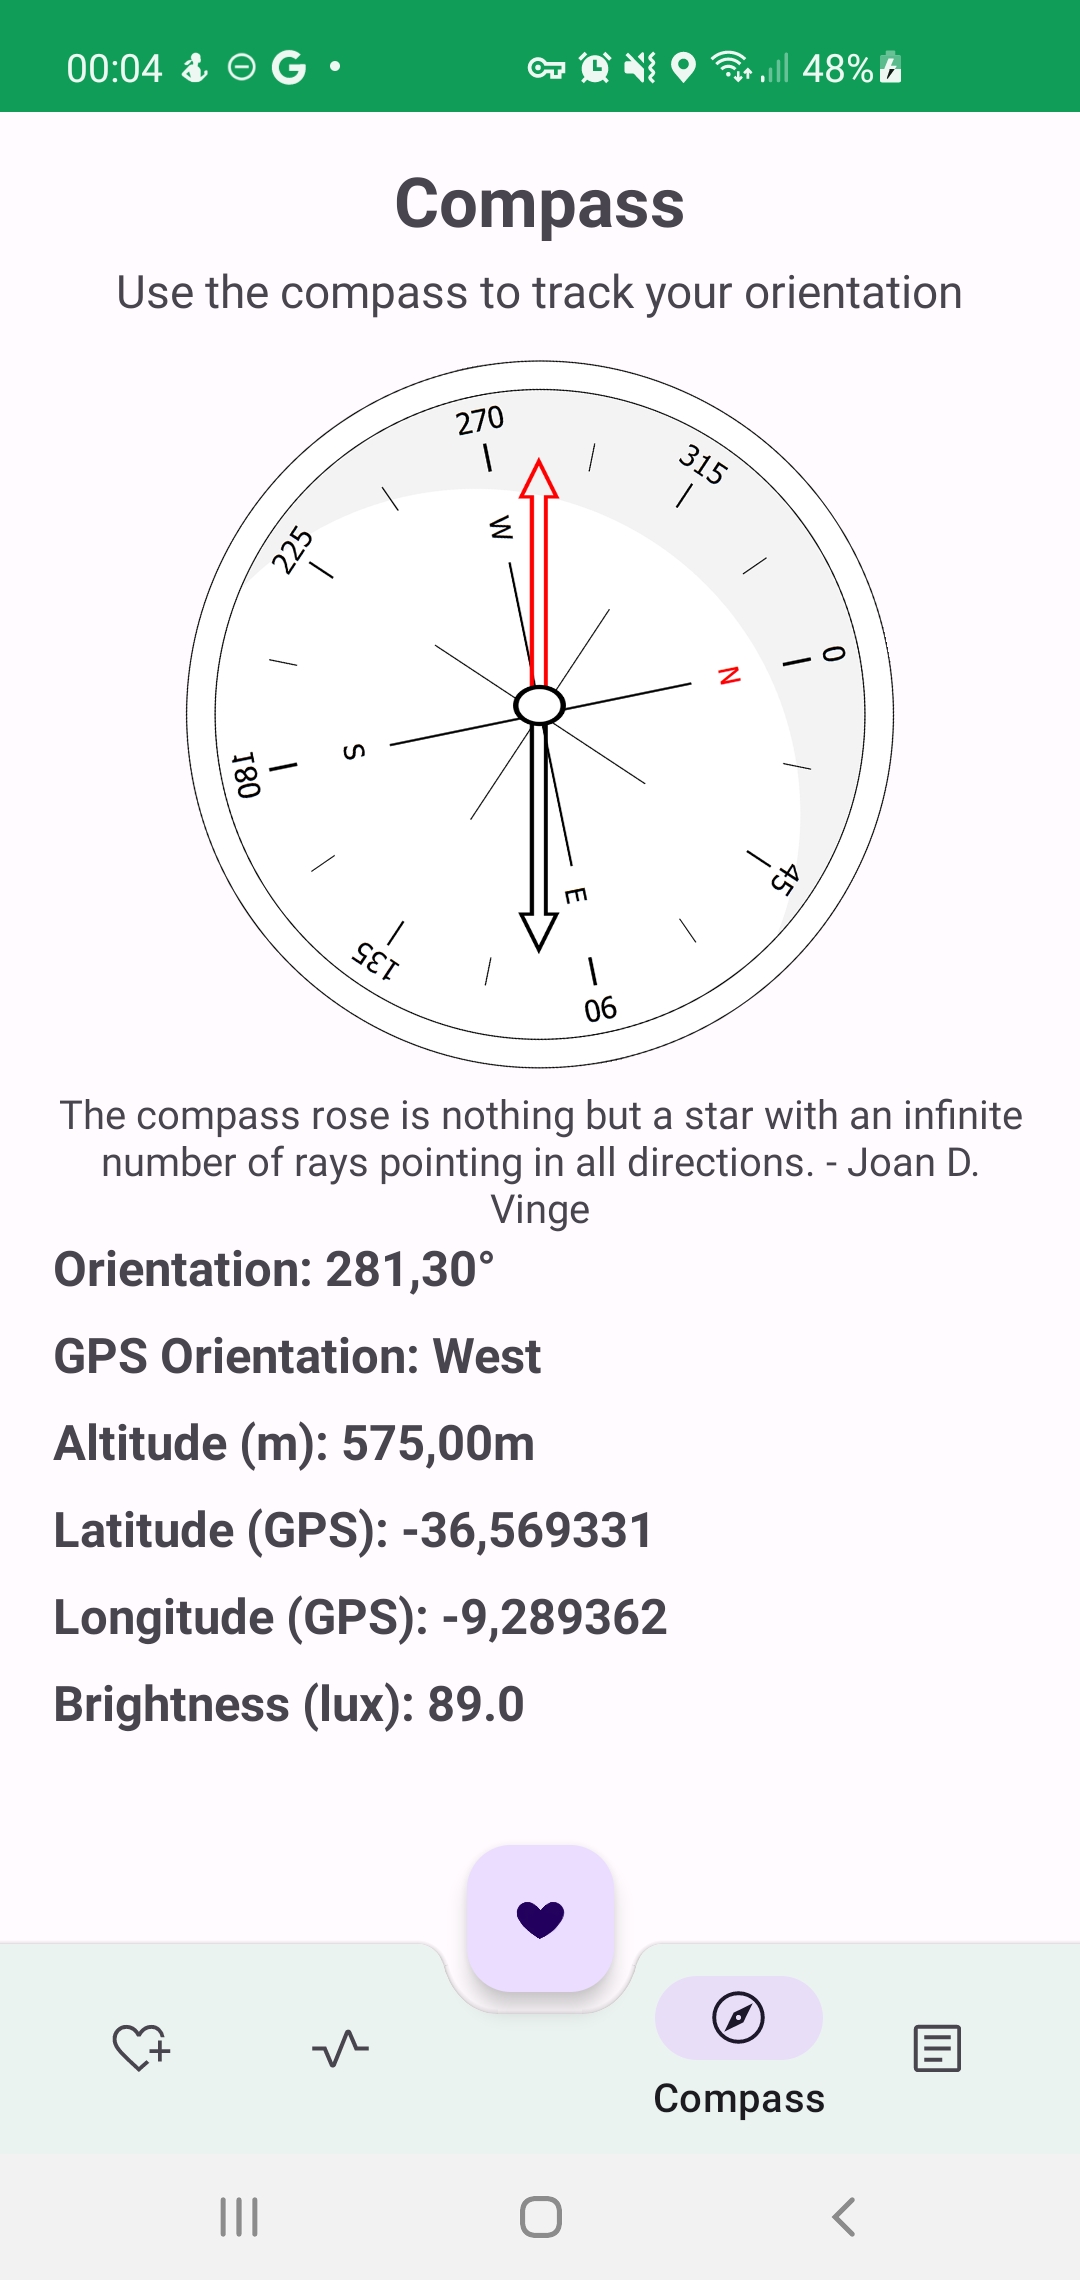 00:04 48%
Compass
Use the compass to track your orientation
270
315
225
W
0
N
S
180
45
E
135
90
The compass rose is nothing but a star with an infinite
number of rays pointing in all directions. - Joan D.
Vinge
Orientation: 281,30°
GPS Orientation: West
Altitude (m): 575,00m
Latitude (GPS): -36,569331
Longitude (GPS): -9,289362
Brightness (lux): 89.0
Compass